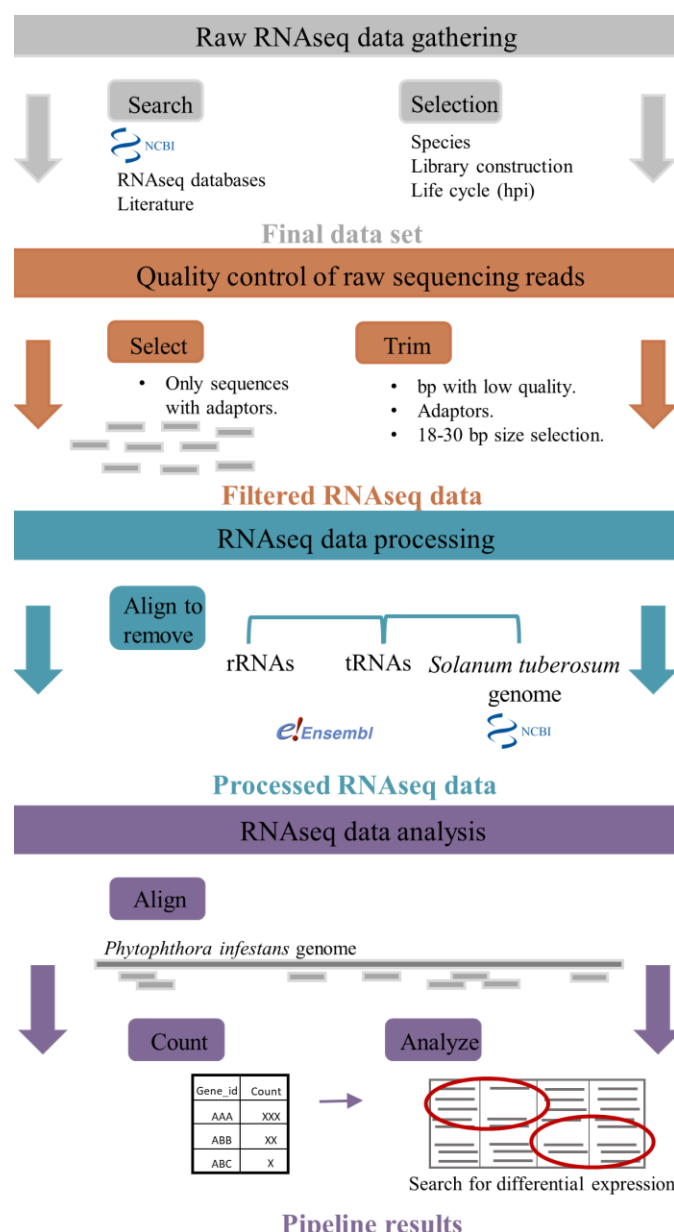 Raw RNAseq data gathering
Search
Selection
NCBI
RNAseq databases
Literature
Species
Library construction
Life cycle (hpi)
Final data set
Quality control of raw sequencing reads
Select
Trim
• Only sequences
with adaptors.
• bp with low quality.
• Adaptors.
• 18-30 bp size selection.
Filtered RNAseq data
RNAseq data processing
Align to
remove
rRNAs
tRNAs
Solanum tuberosum
genome
e!Ensembl
NCBI
Processed RNAseq data
RNAseq data analysis
Align
Phytophthora infestans genome
Count
Analyze
Gene_id Count
AAA XXX
ABB XX
ABC X
Search for differential expression
Pipeline results